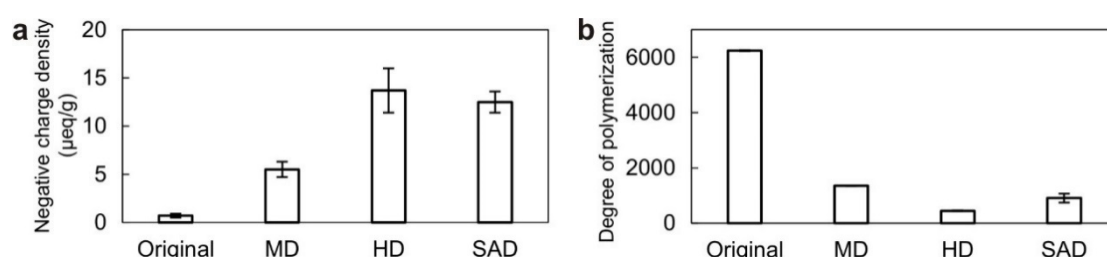 a
Negative charge density
(µeq/g)
20
15
10
5
0
Original MD HD SAD
b
Degree of polymerization
6000
4000
2000
0
Original MD HD SAD